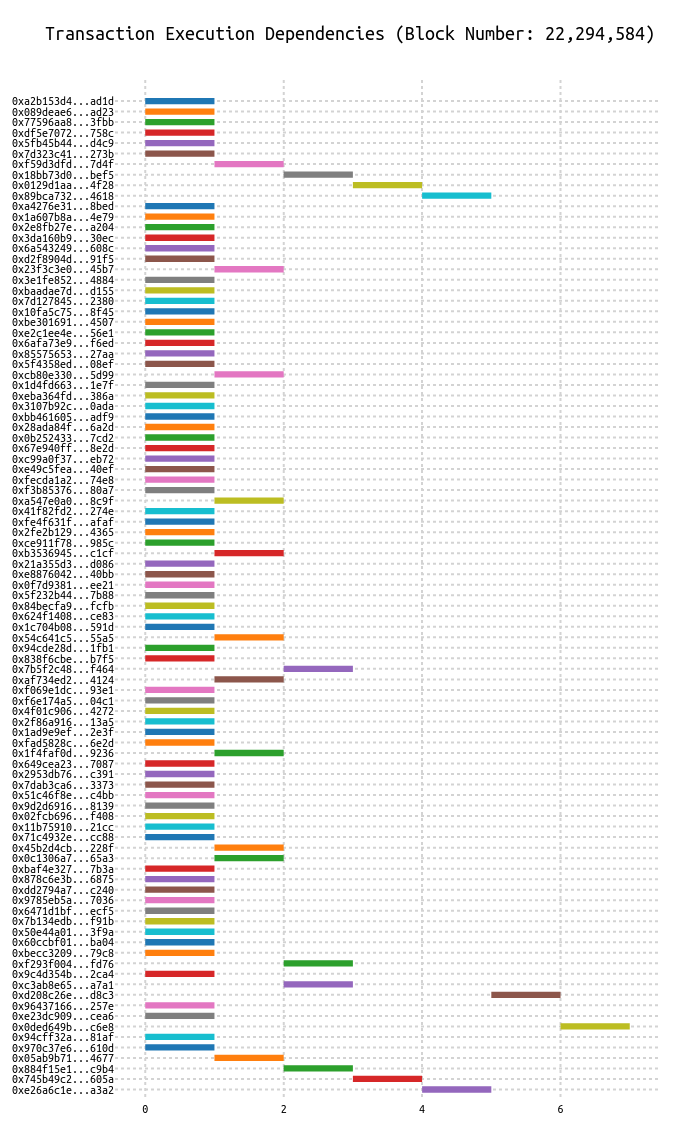 Transaction Execution Dependencies (Block Number: 22,294,584)
0xa2b153d4...ad1d
0x089deae6...ad23
0x77596aa8...3fbb
0xdf5e7072...758c
0x5fb45b44...d4c9
0x7d323c41...273b
0xf59d3dfd...7d4f
0x18bb73d0...bef5
0x0129d1aa...4f28
0x89bca732...4618
0xa4276e31...8bed
0x1a607b8a...4e79
0x2e8fb27e...a204
0x3da160b9...30ec
0x6a543249...608c
0xd2f8904d...91f5
0x23f3c3e0...45b7
0x3e1fe852...4884
0xbaadae7d...d155
0x7d127845...2380
0x10fa5c75...8f45
0xbe301691...4507
0xe2c1ee4e...56e1
0x6afa73e9...f6ed
0x85575653...27aa
0x5f4358ed...08ef
0xcb80e330...5d99
0x1d4fd663...1e7f
0xeba364fd...386a
0x3107b92c...0ada
0xbb461605...adf9
0x28ada84f...6a2d
0x0b252433...7cd2
0x67e940ff...8e2d
0xc99a0f37...eb72
0xe49c5fea...40ef
0xfecda1a2...74e8
0xf3b85376...80a7
0xa547e0a0...8c9f
0x41f82fd2...274e
0xfe4f631f...afaf
0x2fe2b129...4365
0xce911f78...985c
0xb3536945...c1cf
0x21a355d3...d086
0xe8876042...40bb
0x0f7d9381...ee21
0x5f232b44...7b88
0x84becfa9...fcfb
0x624f1408...ce83
0x1c704b08...591d
0x54c641c5...55a5
0x94cde28d...1fb1
0x838f6cbe...b7f5
0x7b5f2c48...f464
0xaf734ed2...4124
0xf069e1dc...93e1
0xf6e174a5...04c1
0x4f01c906...4272
0x2f86a916...13a5
0x1ad9e9ef...2e3f
0xfad5828c...6e2d
0x1f4faf0d...9236
0x649cea23...7087
0x2953db76...c391
0x7dab3ca6...3373
0x51c46f8e...c4bb
0x9d2d6916...8139
0x02fcb696...f408
0x11b75910...21cc
0x71c4932e...cc88
0x45b2d4cb...228f
0x0c1306a7...65a3
0xbaf4e327...7b3a
0x878c6e3b...6875
0xdd2794a7...c240
0x9785eb5a...7036
0x6471d1bf...ecf5
0x7b134edb...f91b
0x50e44a01...3f9a
0x60ccbf01...ba04
0xbecc3209...79c8
0xf293f004...fd76
0x9c4d354b...2ca4
0xc3ab8e65...a7a1
0xd208c26e...d8c3
0x96437166...257e
0xe23dc909...cea6
0x0ded649b...c6e8
0x94cff32a...81af
0x970c37e6...610d
0x05ab9b71...4677
0x884f15e1...c9b4
0x745b49c2...605a
0xe26a6c1e...a3a2
0 2 4 6